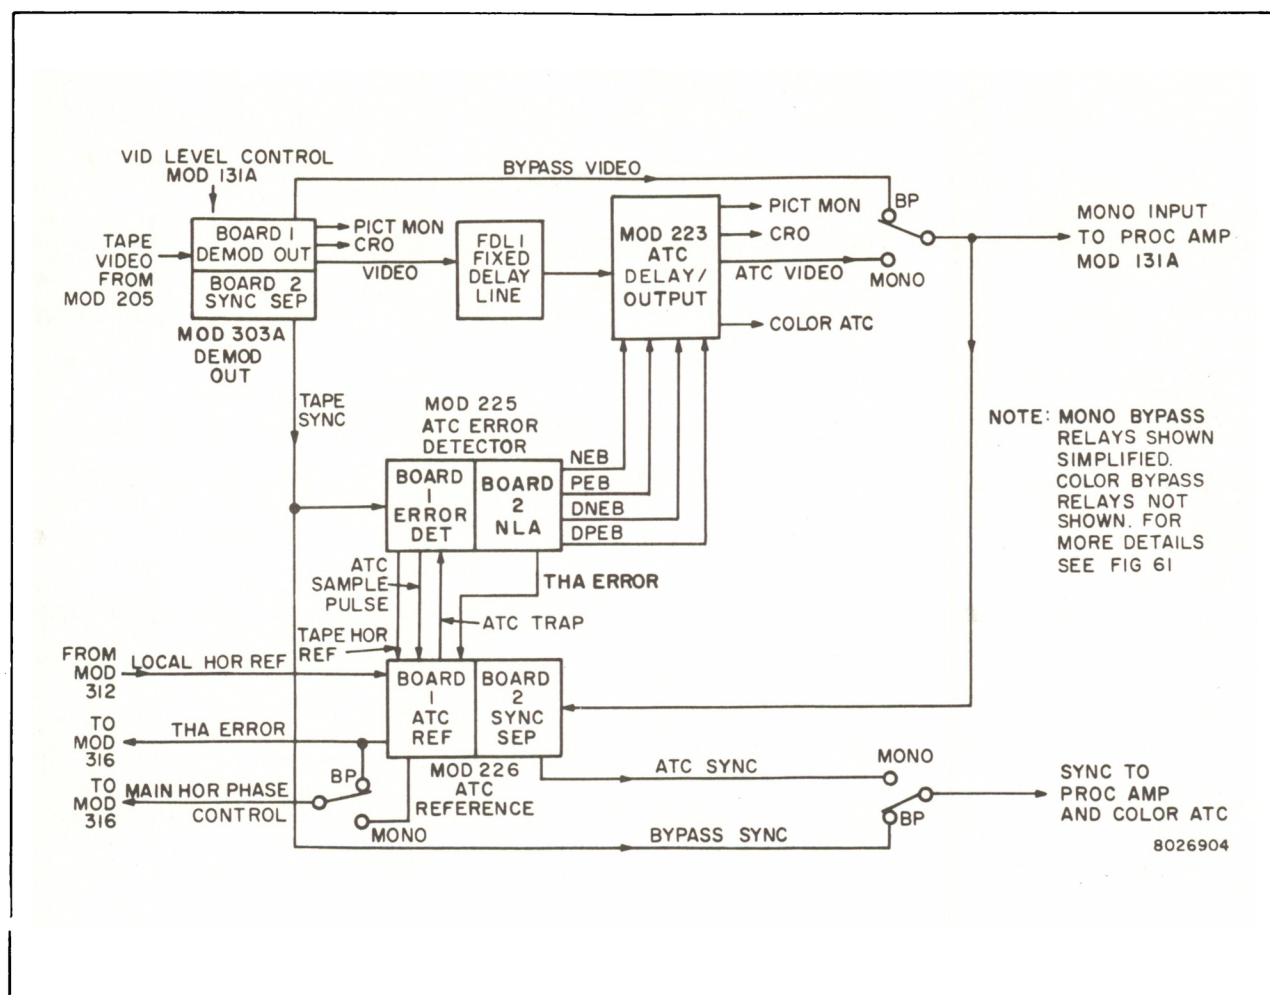 VID LEVEL CONTROL
MOD 131A
BYPASS VIDEO
TAPE
VIDEO
FROM
MOD 205
BOARD 1
DEMOD OUT
BOARD 2
SYNC SEP
MOD 303A
DEMOD
OUT
PICT MON
CRO
VIDEO
FDL1
FIXED
DELAY
LINE
MOD 223
ATC
DELAY/
OUTPUT
PICT MON
CRO
ATC VIDEO
COLOR ATC
BP
MONO
MONO INPUT
TO PROC AMP
MOD 131A
TAPE
SYNC
MOD 225
ATC ERROR
DETECTOR
BOARD
1
ERROR
DET
BOARD
2
NLA
NEB
PEB
DNEB
DPEB
NOTE: MONO BYPASS
RELAYS SHOWN
SIMPLIFIED.
COLOR BYPASS
RELAYS NOT
SHOWN. FOR
MORE DETAILS
SEE FIG 61
ATC
SAMPLE
PULSE
THA ERROR
ATC TRAP
TAPE HOR
REF
FROM
MOD
312
LOCAL HOR REF
BOARD
1
ATC
REF
BOARD
2
SYNC
SEP
TO
MOD
316
THA ERROR
MOD 226
ATC
REFERENCE
TO
MOD
316
MAIN HOR PHASE
CONTROL
BP
MONO
ATC SYNC
MONO
BP
BYPASS SYNC
SYNC TO
PROC AMP
AND COLOR ATC
8026904